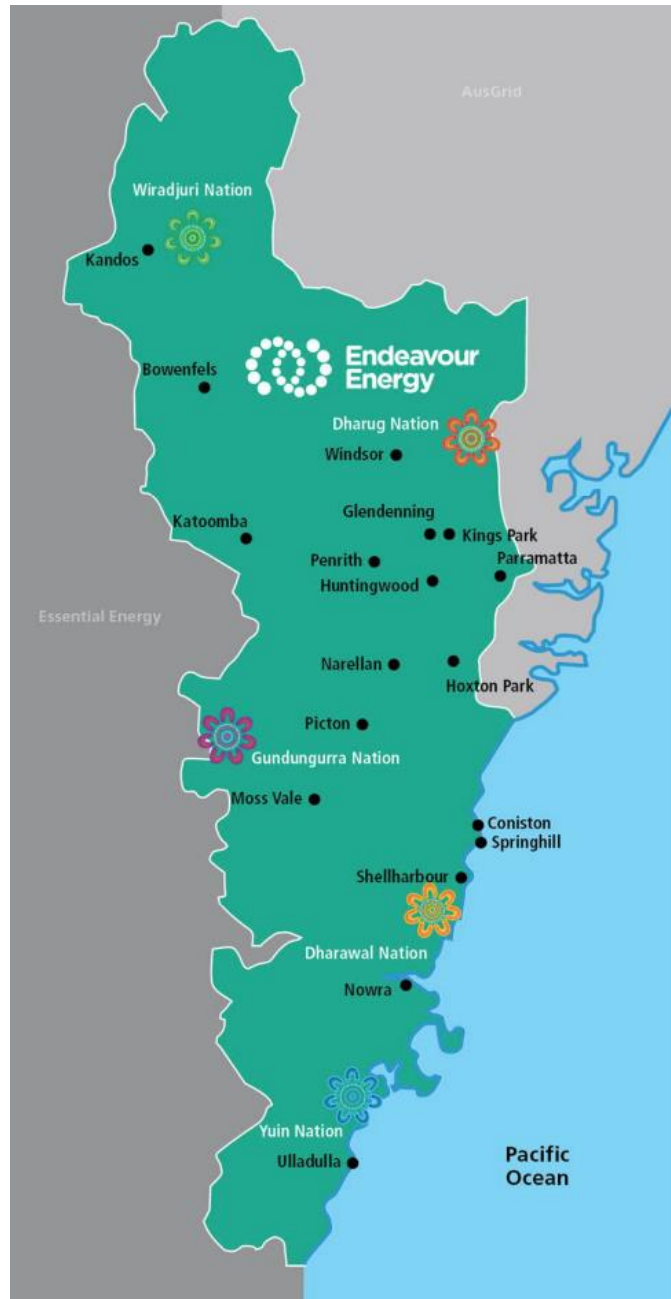 AusGrid
Wiradjuri Nation
Kandos
Endeavour
Energy
Bowenfels
Dharug Nation
Windsor
Glendenning
Katoomba
Kings Park
Penrith
Parramatta
Huntingwood
Essential Energy
Narellan
Hoxton Park
Picton
Gundungurra Nation
Moss Vale
Coniston
Springhill
Shellharbour
Dharawal Nation
Nowra
Yuin Nation
Ulladulla
Pacific
Ocean